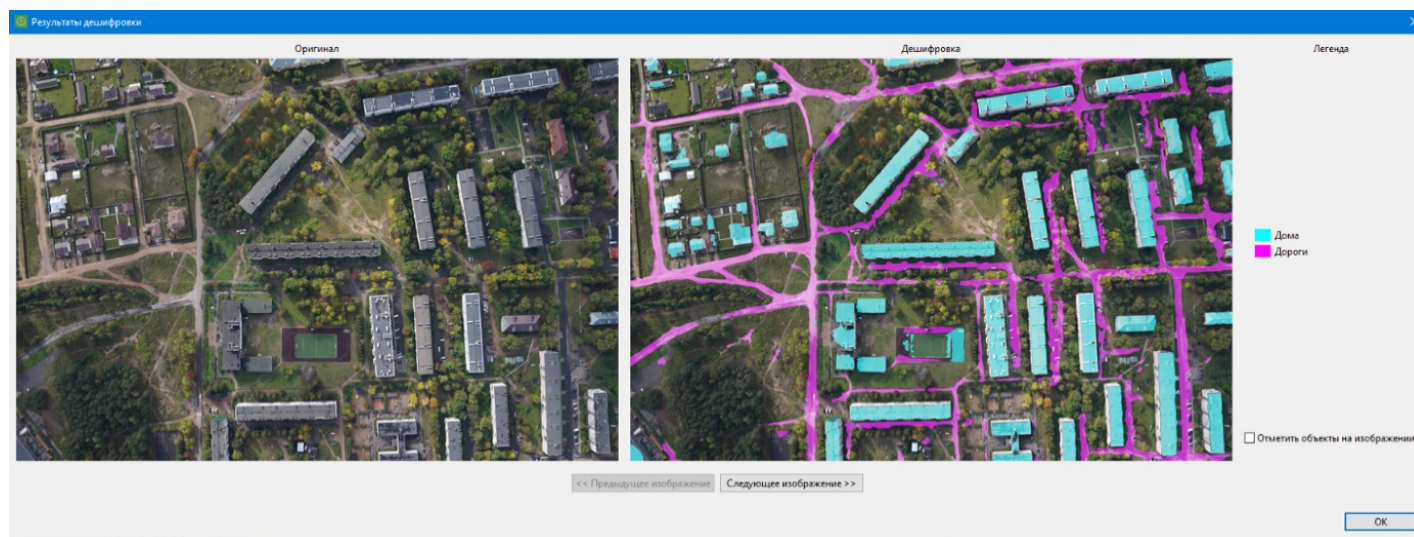 Результаты дешифровки
Оригинал
Дешифровка
Легенда
Дома
Дороги
Отметить объекты на изображении
<< Предыдущее изображение
Следующее изображение >>
OK